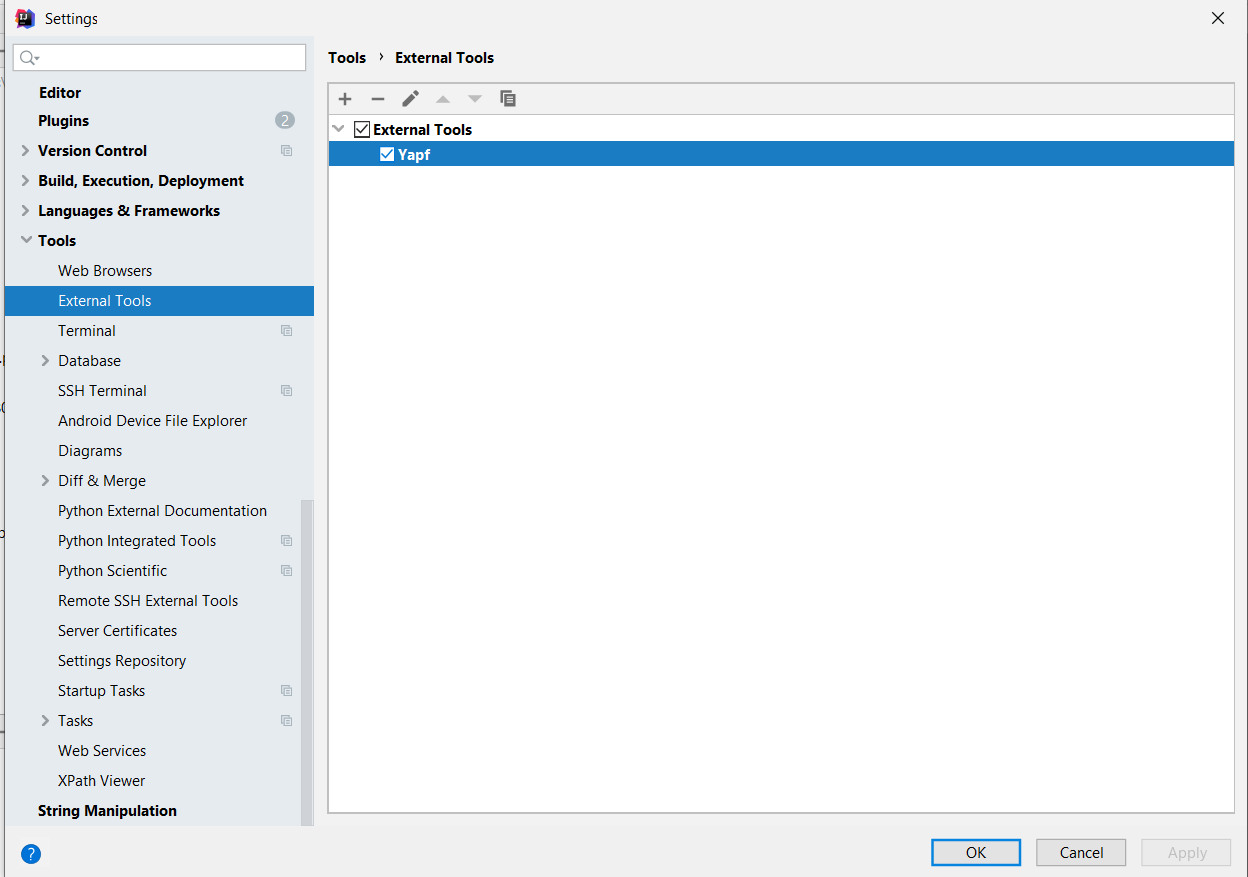 Settings
Editor
Plugins 2
Version Control
Build, Execution, Deployment
Languages & Frameworks
Tools
Web Browsers
External Tools
Terminal
Database
SSH Terminal
Android Device File Explorer
Diagrams
Diff & Merge
Python External Documentation
Python Integrated Tools
Python Scientific
Remote SSH External Tools
Server Certificates
Settings Repository
Startup Tasks
Tasks
Web Services
XPath Viewer
String Manipulation
Tools › External Tools
External Tools
Yapf
?
OK Cancel Apply